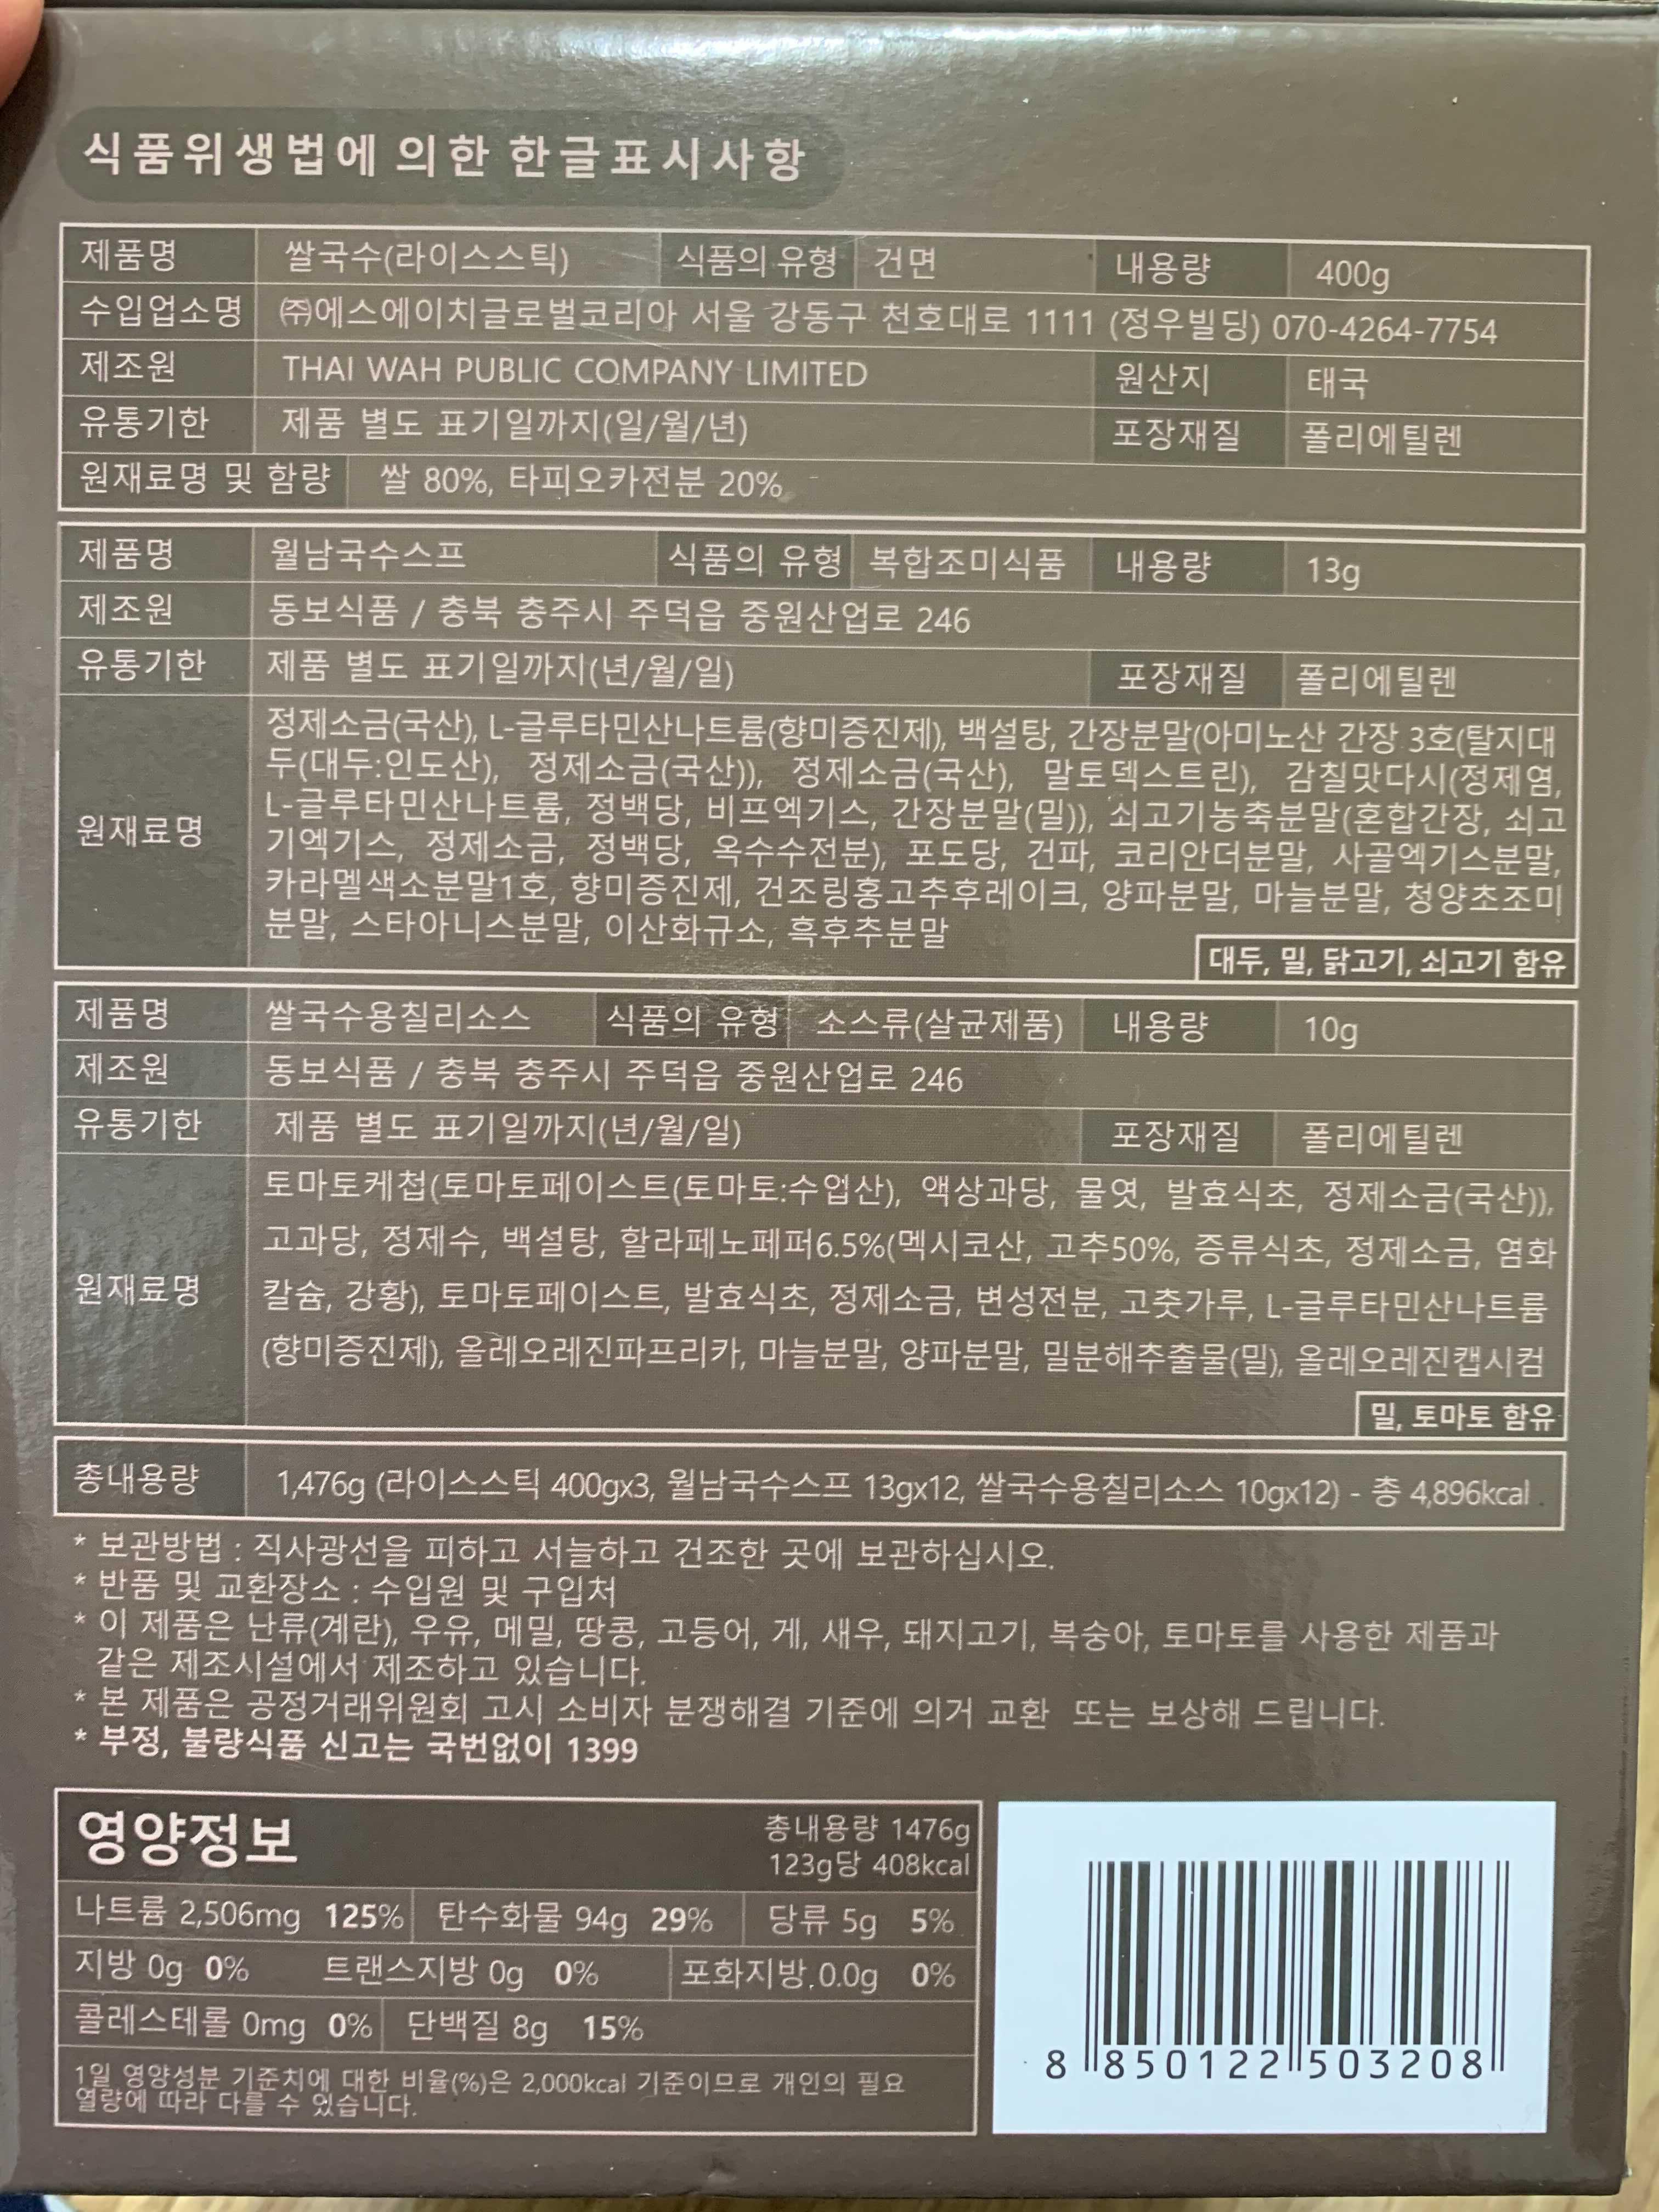 식품위생법에 의한 한글표시사항
제품명 쌀국수(라이스스틱) 식품의 유형 건면 내용량 400g
수입업소명 ㈜에스에이치글로벌코리아 서울 강동구 천호대로 1111 (정우빌딩) 070-4264-7754
제조원 THAI WAH PUBLIC COMPANY LIMITED 원산지 태국
유통기한 제품 별도 표기일까지(일/월/년) 포장재질 폴리에틸렌
원재료명 및 함량 쌀 80%, 타피오카전분 20%
제품명 월남국수스프 식품의 유형 복합조미식품 내용량 13g
제조원 동보식품 / 충북 충주시 주덕읍 중원산업로 246
유통기한 제품 별도 표기일까지(년/월/일) 포장재질 폴리에틸렌
원재료명
정제소금(국산), L-글루타민산나트륨(향미증진제), 백설탕, 간장분말(아미노산 간장 3호(탈지대
두(대두:인도산), 정제소금(국산)), 정제소금(국산), 말토덱스트린), 감칠맛다시(정제염,
L-글루타민산나트륨, 정백당, 비프엑기스, 간장분말(밀)), 쇠고기농축분말(혼합간장, 쇠고
기엑기스, 정제소금, 정백당, 옥수수전분), 포도당, 건파, 코리안더분말, 사골엑기스분말,
카라멜색소분말1호, 향미증진제, 건조링홍고추후레이크, 양파분말, 마늘분말, 청양초조미
분말, 스타아니스분말, 이산화규소, 흑후추분말
대두, 밀, 닭고기, 쇠고기 함유
제품명 쌀국수용칠리소스 식품의 유형 소스류(살균제품) 내용량 10g
제조원 동보식품 / 충북 충주시 주덕읍 중원산업로 246
유통기한 제품 별도 표기일까지(년/월/일) 포장재질 폴리에틸렌
원재료명
토마토케첩(토마토페이스트(토마토:수입산), 액상과당, 물엿, 발효식초, 정제소금(국산)),
고과당, 정제수, 백설탕, 할라페노페퍼6.5%(멕시코산, 고추50%, 증류식초, 정제소금, 염화
칼슘, 강황), 토마토페이스트, 발효식초, 정제소금, 변성전분, 고춧가루, L-글루타민산나트륨
(향미증진제), 올레오레진파프리카, 마늘분말, 양파분말, 밀분해추출물(밀), 올레오레진캡시컴
밀, 토마토 함유
총내용량 1,476g (라이스스틱 400gx3, 월남국수스프 13gx12, 쌀국수용칠리소스 10gx12) - 총 4,896kcal
* 보관방법 : 직사광선을 피하고 서늘하고 건조한 곳에 보관하십시오.
* 반품 및 교환장소 : 수입원 및 구입처
* 이 제품은 난류(계란), 우유, 메밀, 땅콩, 고등어, 게, 새우, 돼지고기, 복숭아, 토마토를 사용한 제품과
같은 제조시설에서 제조하고 있습니다.
* 본 제품은 공정거래위원회 고시 소비자 분쟁해결 기준에 의거 교환 또는 보상해 드립니다.
* 부정, 불량식품 신고는 국번없이 1399
영양정보
총내용량 1476g
123g당 408kcal
나트륨 2,506mg 125% 탄수화물 94g 29% 당류 5g 5%
지방 0g 0% 트랜스지방 0g 0% 포화지방.0.0g 0%
콜레스테롤 0mg 0% 단백질 8g 15%
1일 영양성분 기준치에 대한 비율(%)은 2,000kcal 기준이므로 개인의 필요
열량에 따라 다를 수 있습니다.
8 850122 503208